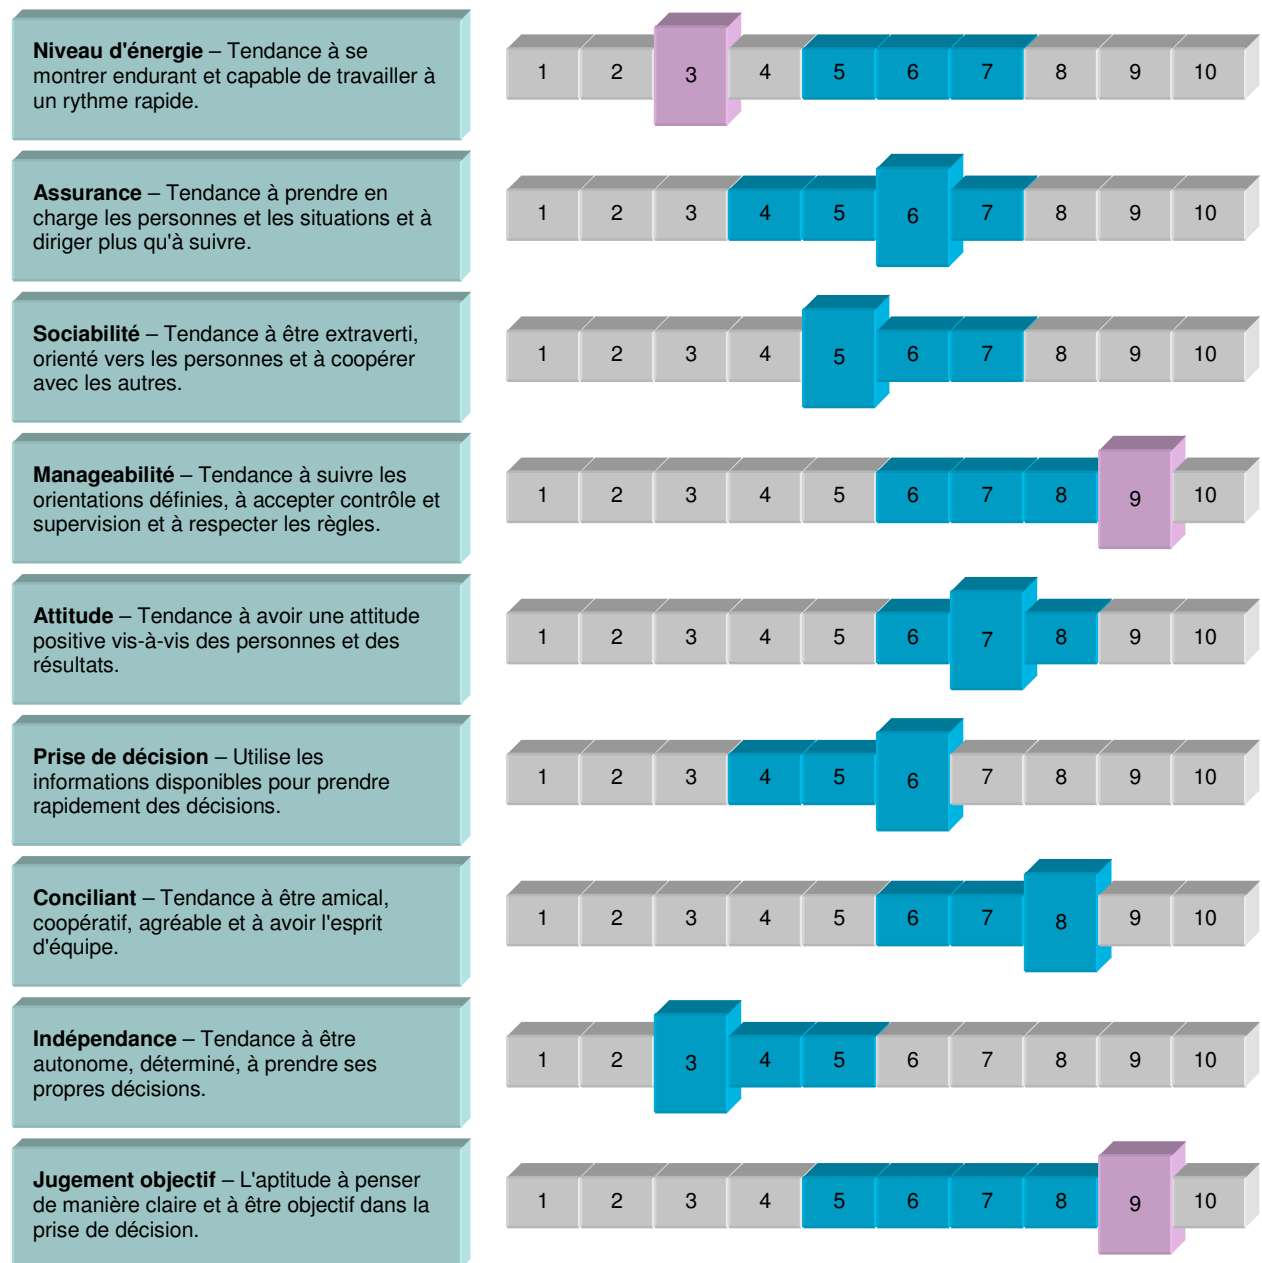 Niveau d'énergie – Tendance à se
montrer endurant et capable de travailler à
un rythme rapide.
1 2 3 4 5 6 7 8 9 10
Assurance – Tendance à prendre en
charge les personnes et les situations et à
diriger plus qu'à suivre.
1 2 3 4 5 6 7 8 9 10
Sociabilité – Tendance à être extraverti,
orienté vers les personnes et à coopérer
avec les autres.
1 2 3 4 5 6 7 8 9 10
Manageabilité – Tendance à suivre les
orientations définies, à accepter contrôle et
supervision et à respecter les règles.
1 2 3 4 5 6 7 8 9 10
Attitude – Tendance à avoir une attitude
positive vis-à-vis des personnes et des
résultats.
1 2 3 4 5 6 7 8 9 10
Prise de décision – Utilise les
informations disponibles pour prendre
rapidement des décisions.
1 2 3 4 5 6 7 8 9 10
Conciliant – Tendance à être amical,
coopératif, agréable et à avoir l'esprit
d'équipe.
1 2 3 4 5 6 7 8 9 10
Indépendance – Tendance à être
autonome, déterminé, à prendre ses
propres décisions.
1 2 3 4 5 6 7 8 9 10
Jugement objectif – L'aptitude à penser
de manière claire et à être objectif dans la
prise de décision.
1 2 3 4 5 6 7 8 9 10